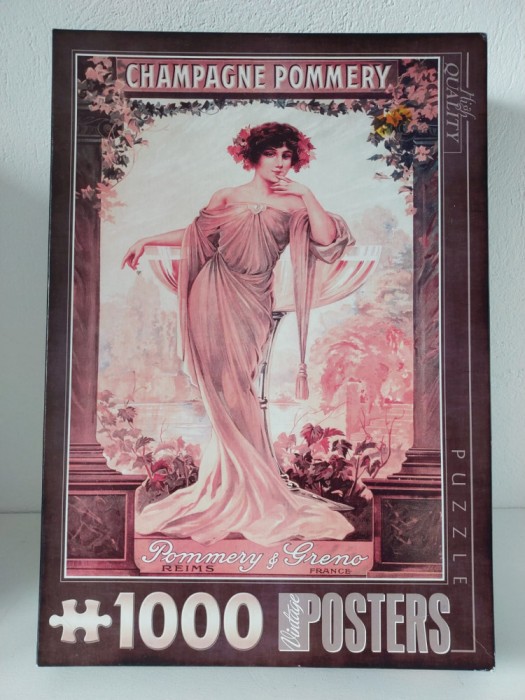 CHAMPAGNE POMMERY
High
QUALITY
PUZZLE
Pommery & Greno
REIMS FRANCE
1000 Vintage POSTERS